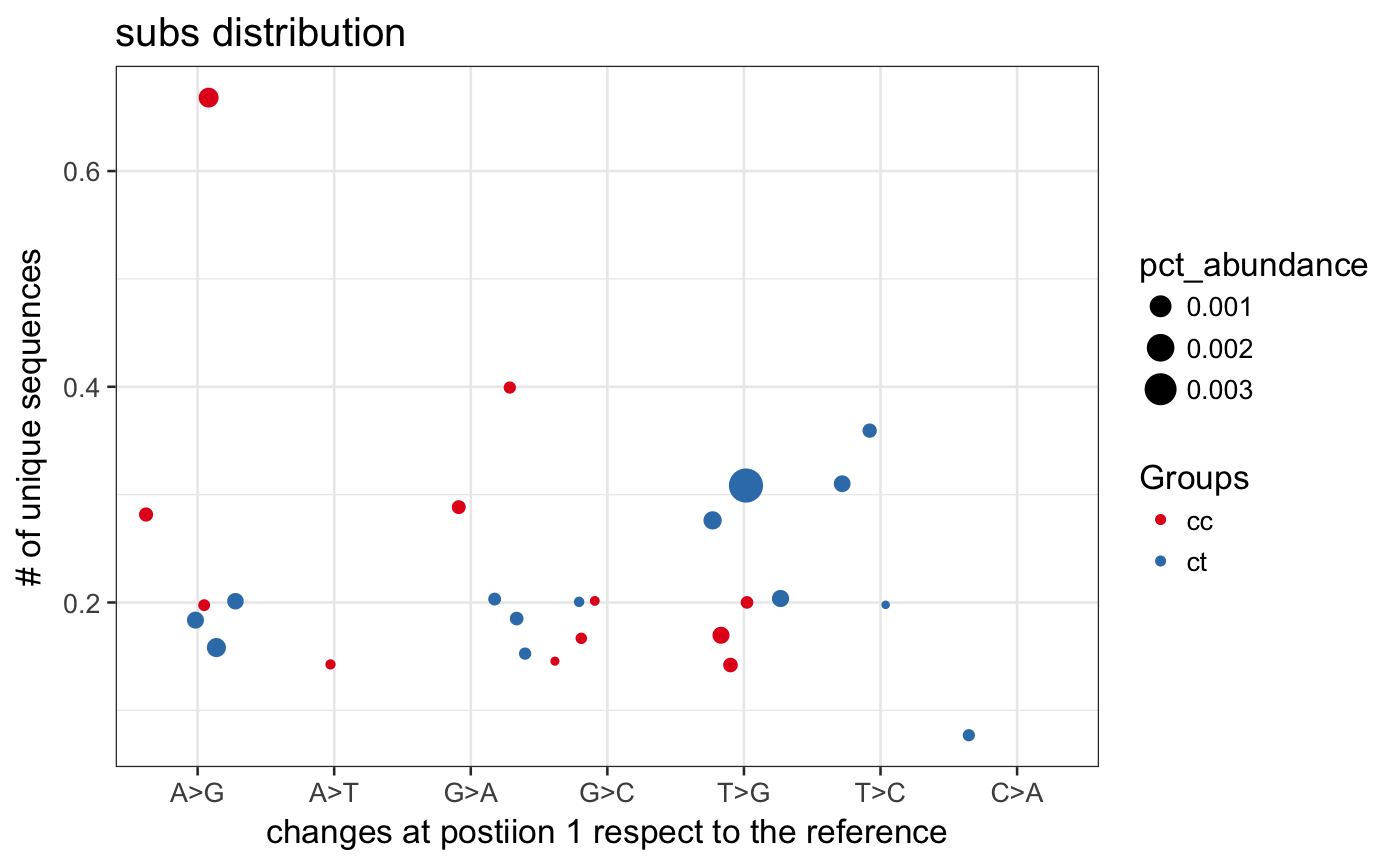 subs distribution
# of unique sequences
0.6
0.4
0.2
A>G A>T G>A G>C T>G T>C C>A
changes at postiion 1 respect to the reference
pct_abundance
0.001
0.002
0.003
Groups
cc
ct